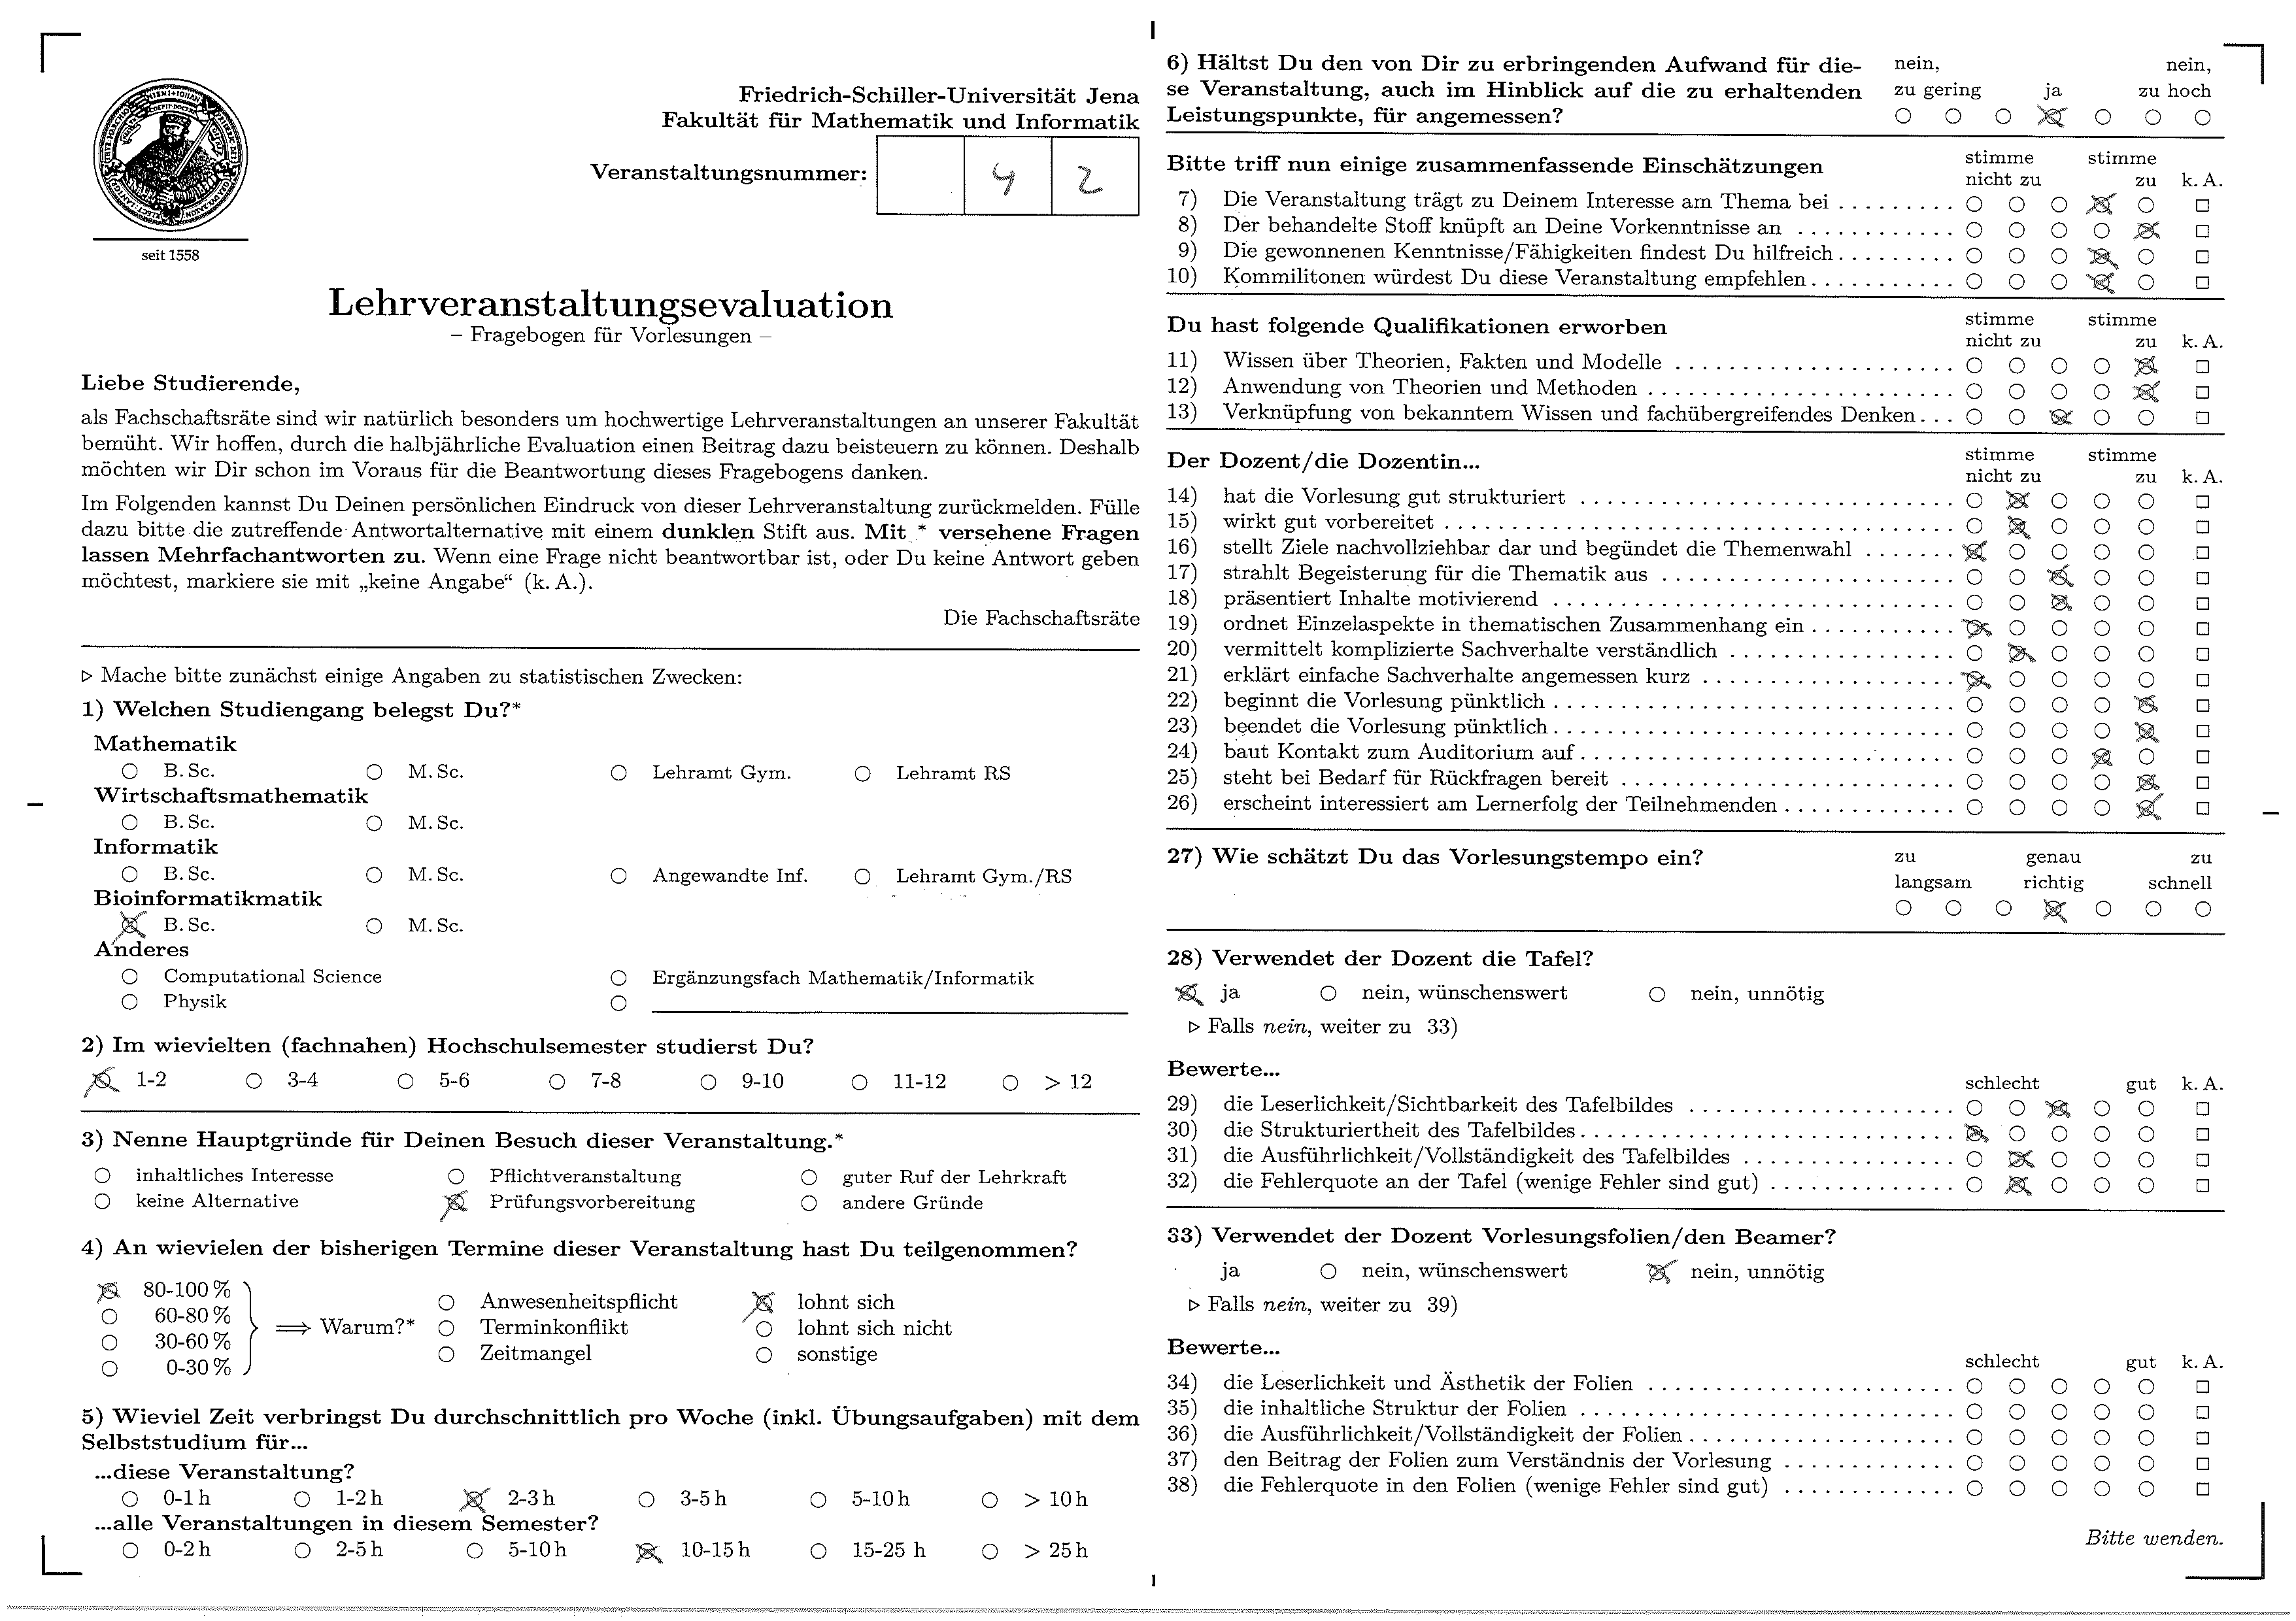 Friedrich-Schiller-Universität Jena
Fakultät für Mathematik und Informatik
Veranstaltungsnummer: 4 2
seit 1558
Lehrveranstaltungsevaluation
– Fragebogen für Vorlesungen –
Liebe Studierende,
als Fachschaftsräte sind wir natürlich besonders um hochwertige Lehrveranstaltungen an unserer Fakultät
bemüht. Wir hoffen, durch die halbjährliche Evaluation einen Beitrag dazu beisteuern zu können. Deshalb
möchten wir Dir schon im Voraus für die Beantwortung dieses Fragebogens danken.
Im Folgenden kannst Du Deinen persönlichen Eindruck von dieser Lehrveranstaltung zurückmelden. Fülle
dazu bitte die zutreffende Antwortalternative mit einem dunklen Stift aus. Mit * versehene Fragen
lassen Mehrfachantworten zu. Wenn eine Frage nicht beantwortbar ist, oder Du keine Antwort geben
möchtest, markiere sie mit „keine Angabe“ (k. A.).
Die Fachschaftsräte
▷ Mache bitte zunächst einige Angaben zu statistischen Zwecken:
1) Welchen Studiengang belegst Du?*
Mathematik
B. Sc. M. Sc. Lehramt Gym. Lehramt RS
Wirtschaftsmathematik
B. Sc. M. Sc.
Informatik
B. Sc. M. Sc. Angewandte Inf. Lehramt Gym./RS
Bioinformatikmatik
B. Sc. M. Sc.
Anderes
Computational Science Ergänzungsfach Mathematik/Informatik
Physik
2) Im wievielten (fachnahen) Hochschulsemester studierst Du?
1-2 3-4 5-6 7-8 9-10 11-12 > 12
3) Nenne Hauptgründe für Deinen Besuch dieser Veranstaltung.*
inhaltliches Interesse Pflichtveranstaltung guter Ruf der Lehrkraft
keine Alternative Prüfungsvorbereitung andere Gründe
4) An wievielen der bisherigen Termine dieser Veranstaltung hast Du teilgenommen?
80-100 %
60-80 %
30-60 %
0-30 %
⟹ Warum?*
Anwesenheitspflicht lohnt sich
Terminkonflikt lohnt sich nicht
Zeitmangel sonstige
5) Wieviel Zeit verbringst Du durchschnittlich pro Woche (inkl. Übungsaufgaben) mit dem
Selbststudium für...
...diese Veranstaltung?
0-1 h 1-2 h 2-3 h 3-5 h 5-10 h > 10 h
...alle Veranstaltungen in diesem Semester?
0-2 h 2-5 h 5-10 h 10-15 h 15-25 h > 25 h
6) Hältst Du den von Dir zu erbringenden Aufwand für die- nein, nein,
se Veranstaltung, auch im Hinblick auf die zu erhaltenden zu gering ja zu hoch
Leistungspunkte, für angemessen?
Bitte triff nun einige zusammenfassende Einschätzungen stimme stimme
nicht zu zu k. A.
7) Die Veranstaltung trägt zu Deinem Interesse am Thema bei
8) Der behandelte Stoff knüpft an Deine Vorkenntnisse an
9) Die gewonnenen Kenntnisse/Fähigkeiten findest Du hilfreich
10) Kommilitonen würdest Du diese Veranstaltung empfehlen
Du hast folgende Qualifikationen erworben stimme stimme
nicht zu zu k. A.
11) Wissen über Theorien, Fakten und Modelle
12) Anwendung von Theorien und Methoden
13) Verknüpfung von bekanntem Wissen und fachübergreifendes Denken
Der Dozent/die Dozentin... stimme stimme
nicht zu zu k. A.
14) hat die Vorlesung gut strukturiert
15) wirkt gut vorbereitet
16) stellt Ziele nachvollziehbar dar und begründet die Themenwahl
17) strahlt Begeisterung für die Thematik aus
18) präsentiert Inhalte motivierend
19) ordnet Einzelaspekte in thematischen Zusammenhang ein
20) vermittelt komplizierte Sachverhalte verständlich
21) erklärt einfache Sachverhalte angemessen kurz
22) beginnt die Vorlesung pünktlich
23) beendet die Vorlesung pünktlich
24) baut Kontakt zum Auditorium auf
25) steht bei Bedarf für Rückfragen bereit
26) erscheint interessiert am Lernerfolg der Teilnehmenden
27) Wie schätzt Du das Vorlesungstempo ein? zu genau zu
langsam richtig schnell
28) Verwendet der Dozent die Tafel?
ja nein, wünschenswert nein, unnötig
▷ Falls nein, weiter zu 33)
Bewerte...
schlecht gut k. A.
29) die Leserlichkeit/Sichtbarkeit des Tafelbildes
30) die Strukturiertheit des Tafelbildes
31) die Ausführlichkeit/Vollständigkeit des Tafelbildes
32) die Fehlerquote an der Tafel (wenige Fehler sind gut)
33) Verwendet der Dozent Vorlesungsfolien/den Beamer?
ja nein, wünschenswert nein, unnötig
▷ Falls nein, weiter zu 39)
Bewerte...
schlecht gut k. A.
34) die Leserlichkeit und Ästhetik der Folien
35) die inhaltliche Struktur der Folien
36) die Ausführlichkeit/Vollständigkeit der Folien
37) den Beitrag der Folien zum Verständnis der Vorlesung
38) die Fehlerquote in den Folien (wenige Fehler sind gut)
Bitte wenden.